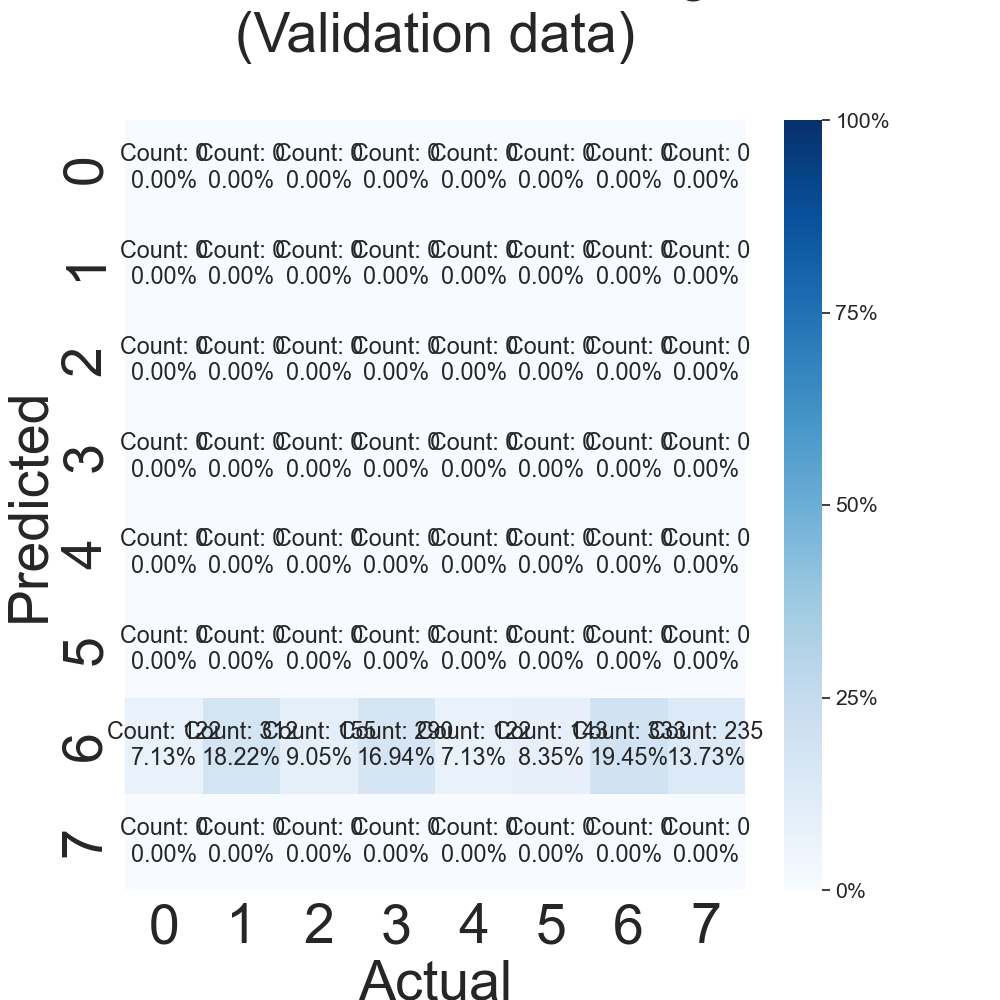 (Validation data)
100%
75%
50%
25%
0%
Predicted
0
1
2
3
4
5
6
7
Count: 0 Count: 0 Count: 0 Count: 0 Count: 0 Count: 0 Count: 0 Count: 0
0.00% 0.00% 0.00% 0.00% 0.00% 0.00% 0.00% 0.00%
Count: 0 Count: 0 Count: 0 Count: 0 Count: 0 Count: 0 Count: 0 Count: 0
0.00% 0.00% 0.00% 0.00% 0.00% 0.00% 0.00% 0.00%
Count: 0 Count: 0 Count: 0 Count: 0 Count: 0 Count: 0 Count: 0 Count: 0
0.00% 0.00% 0.00% 0.00% 0.00% 0.00% 0.00% 0.00%
Count: 0 Count: 0 Count: 0 Count: 0 Count: 0 Count: 0 Count: 0 Count: 0
0.00% 0.00% 0.00% 0.00% 0.00% 0.00% 0.00% 0.00%
Count: 0 Count: 0 Count: 0 Count: 0 Count: 0 Count: 0 Count: 0 Count: 0
0.00% 0.00% 0.00% 0.00% 0.00% 0.00% 0.00% 0.00%
Count: 0 Count: 0 Count: 0 Count: 0 Count: 0 Count: 0 Count: 0 Count: 0
0.00% 0.00% 0.00% 0.00% 0.00% 0.00% 0.00% 0.00%
Count: 122 Count: 312 Count: 155 Count: 290 Count: 122 Count: 143 Count: 333 Count: 235
7.13% 18.22% 9.05% 16.94% 7.13% 8.35% 19.45% 13.73%
Count: 0 Count: 0 Count: 0 Count: 0 Count: 0 Count: 0 Count: 0 Count: 0
0.00% 0.00% 0.00% 0.00% 0.00% 0.00% 0.00% 0.00%
0 1 2 3 4 5 6 7
Actual